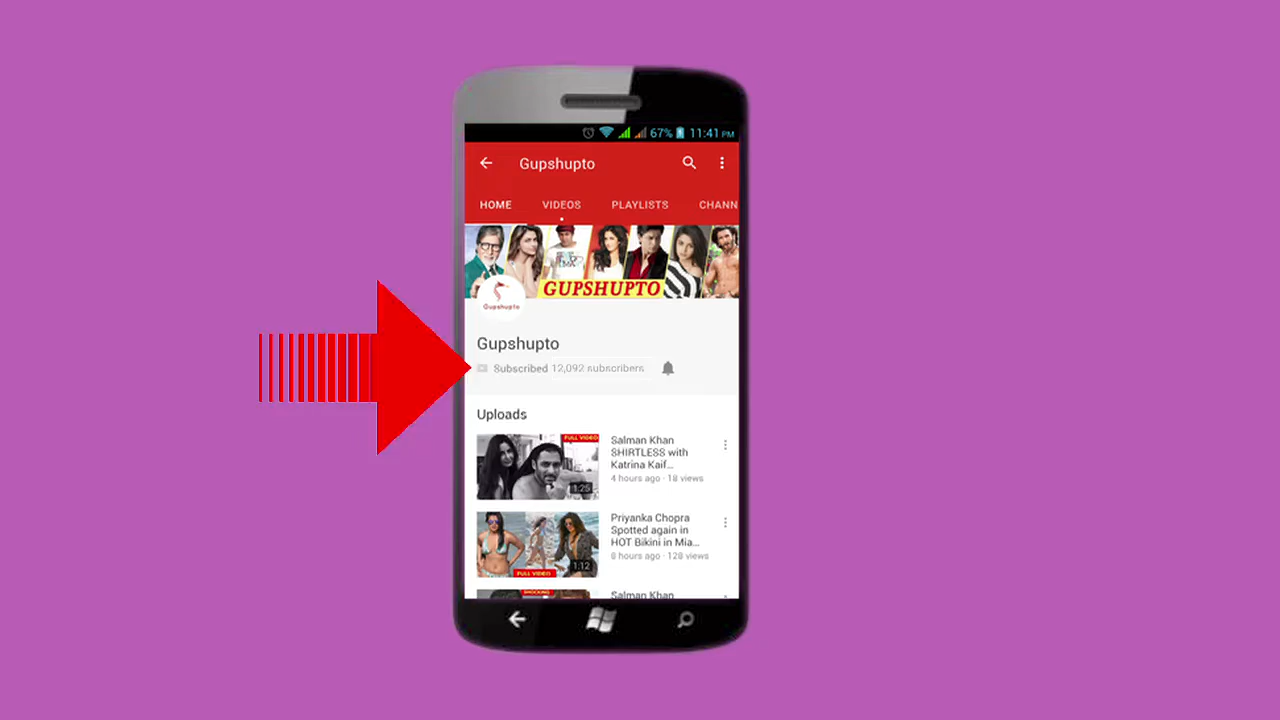 67% 11:41 PM
Gupshupto
HOME VIDEOS PLAYLISTS CHANN
GUPSHUPTO
Gupshupto
Gupshupto
Subscribed 12,092 subscribers
Uploads
FULL VIDEO
1:25
Salman Khan
SHIRTLESS with
Katrina Kaif...
4 hours ago · 18 views
FULL VIDEO
1:12
Priyanka Chopra
Spotted again in
HOT Bikini in Mia...
8 hours ago · 128 views
SHOCKING
Salman Khan